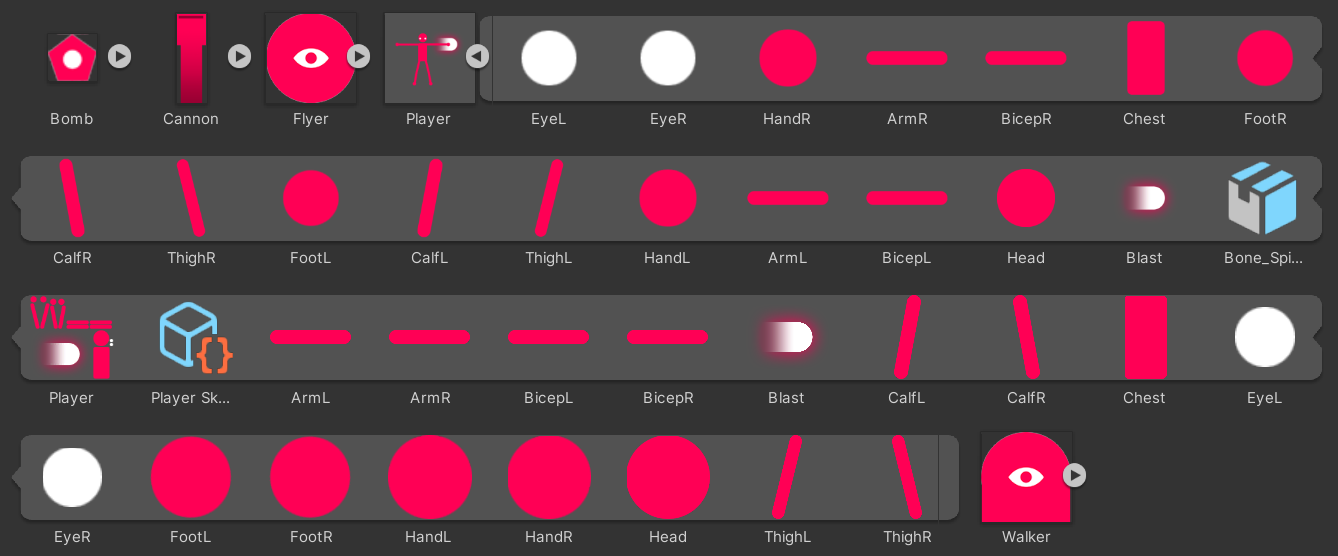 Bomb Cannon Flyer Player EyeL EyeR HandR ArmR BicepR Chest FootR
CalfR ThighR FootL CalfL ThighL HandL ArmL BicepL Head Blast Bone_Spi...
Player Player Sk... ArmL ArmR BicepL BicepR Blast CalfL CalfR Chest EyeL
EyeR FootL FootR HandL HandR Head ThighL ThighR Walker